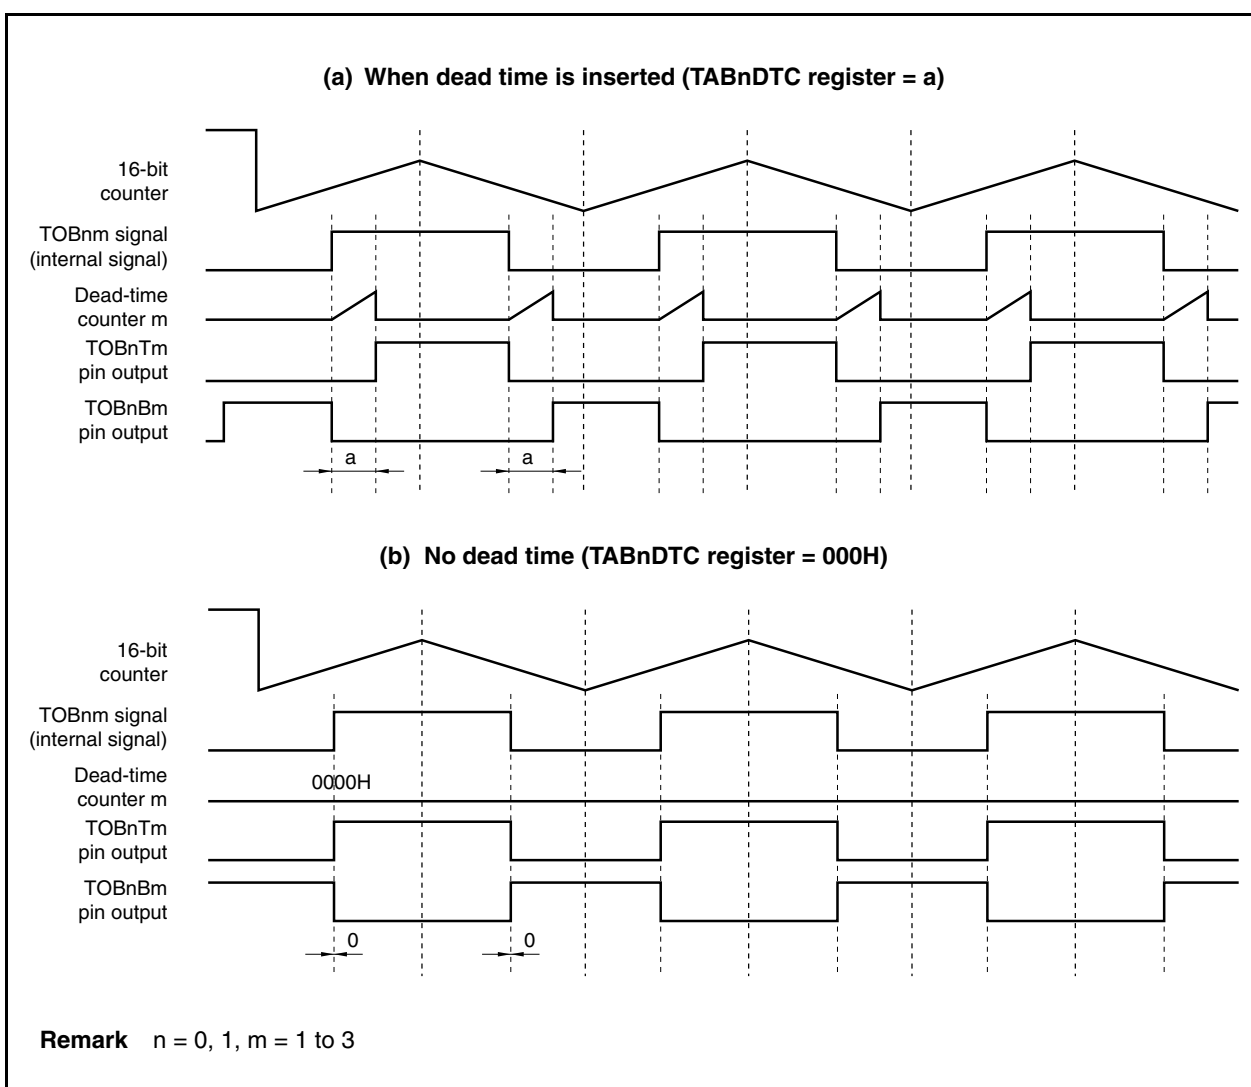 (a) When dead time is inserted (TABnDTC register = a)
16-bit
counter
TOBnm signal
(internal signal)
Dead-time
counter m
TOBnTm
pin output
TOBnBm
pin output
a
a
(b) No dead time (TABnDTC register = 000H)
16-bit
counter
TOBnm signal
(internal signal)
Dead-time
counter m
0000H
TOBnTm
pin output
TOBnBm
pin output
0
0
Remark n = 0, 1, m = 1 to 3